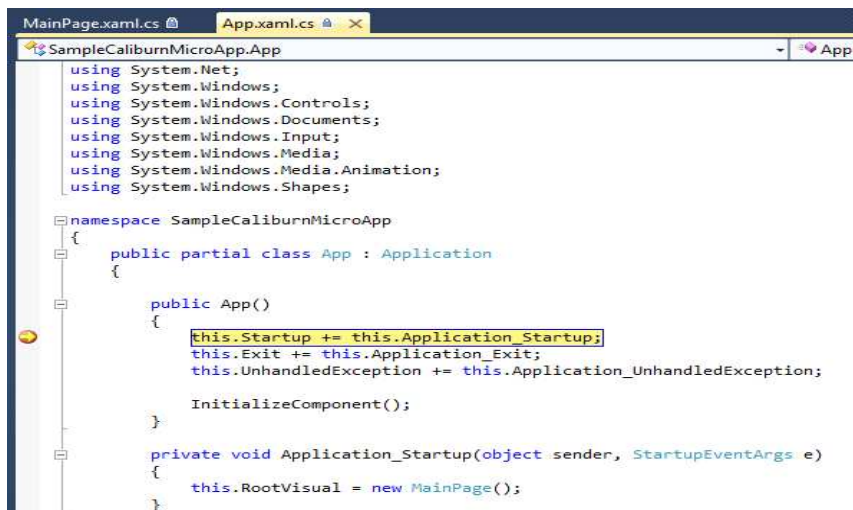 MainPage.xaml.cs App.xaml.cs
SampleCaliburnMicroApp.App App
using System.Net;
using System.Windows;
using System.Windows.Controls;
using System.Windows.Documents;
using System.Windows.Input;
using System.Windows.Media;
using System.Windows.Media.Animation;
using System.Windows.Shapes;
namespace SampleCaliburnMicroApp
{
public partial class App : Application
{
public App()
{
this.Startup += this.Application_Startup;
this.Exit += this.Application_Exit;
this.UnhandledException += this.Application_UnhandledException;
InitializeComponent();
}
private void Application_Startup(object sender, StartupEventArgs e)
{
this.RootVisual = new MainPage();
}